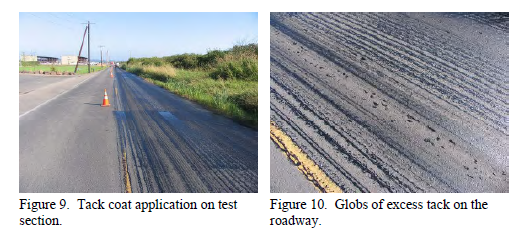 Figure 9.  Tack coat application on test
section.
Figure 10.  Globs of excess tack on the
roadway.